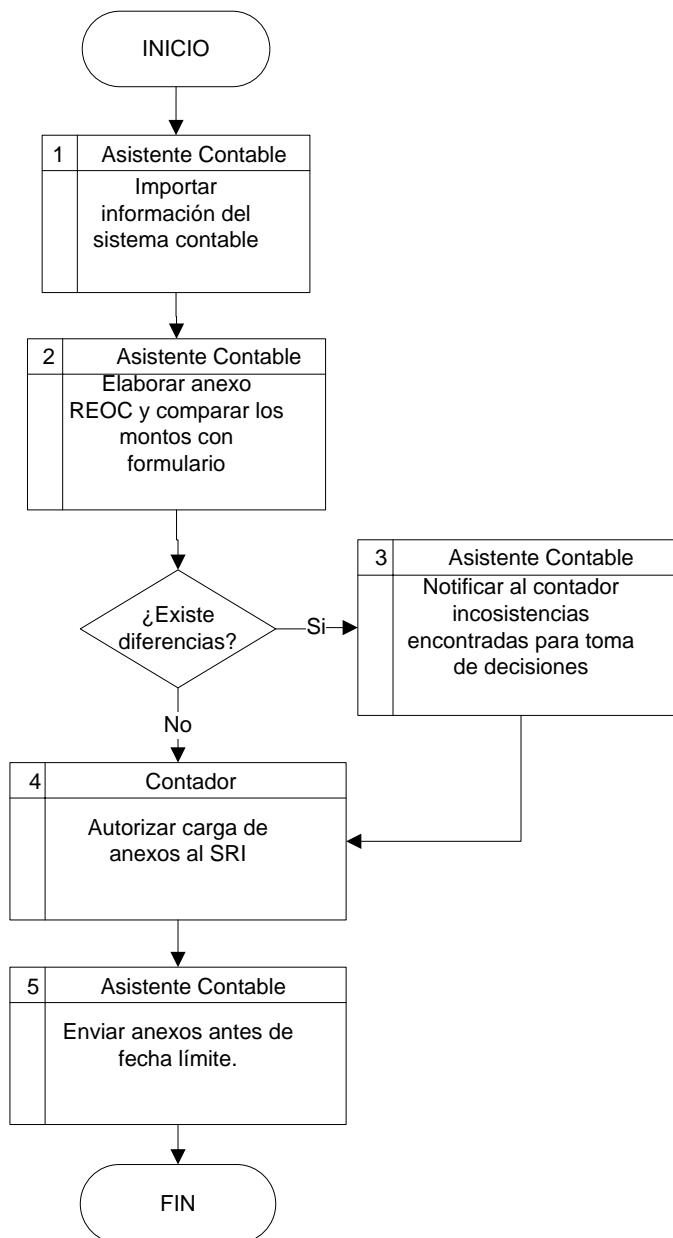 INICIO
1 Asistente Contable
Importar
información del
sistema contable
2 Asistente Contable
Elaborar anexo
REOC y comparar los
montos con
formulario
¿Existe
diferencias?
Si
3 Asistente Contable
Notificar al contador
incosistencias
encontradas para toma
de decisiones
No
4 Contador
Autorizar carga de
anexos al SRI
5 Asistente Contable
Enviar anexos antes de
fecha límite.
FIN